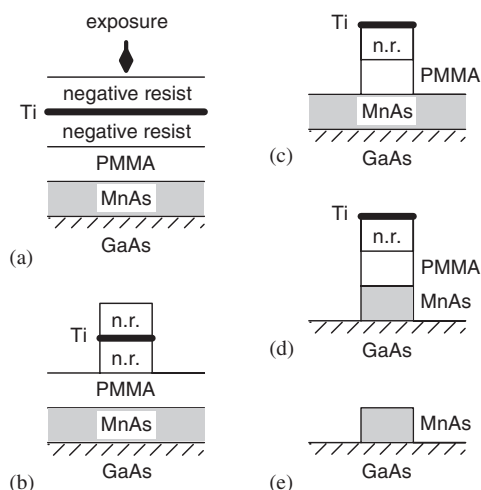 exposure
negative resist
Ti
negative resist
PMMA
MnAs
GaAs
(a)
n.r.
Ti
n.r.
PMMA
MnAs
GaAs
(b)
Ti
n.r.
PMMA
MnAs
GaAs
(c)
Ti
n.r.
PMMA
MnAs
GaAs
(d)
MnAs
GaAs
(e)